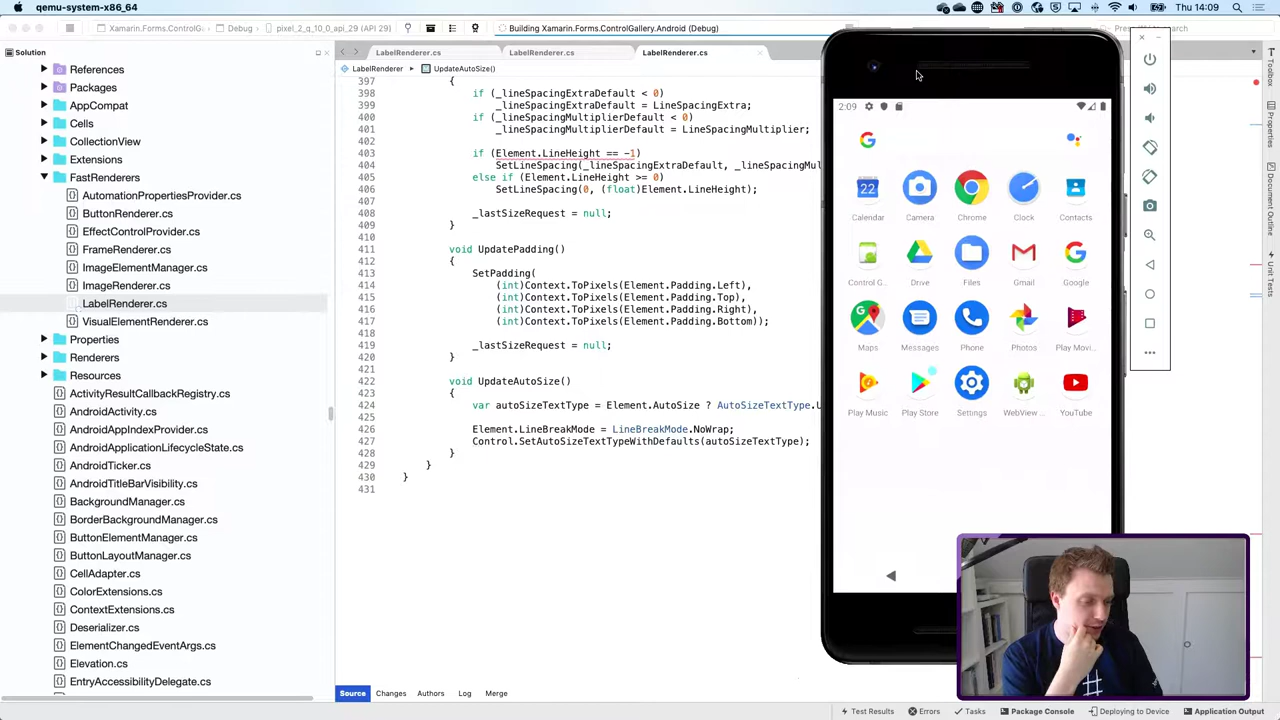 qemu-system-x86_64
Thu 14:09
Xamarin.Forms.ControlGallery.Android
Debug
pixel_2_q_10_0_api_29 (API 29)
Building Xamarin.Forms.ControlGallery.Android (Debug)
Solution
LabelRenderer.cs
LabelRenderer.cs
LabelRenderer.cs
LabelRenderer
UpdateAutoSize()
References
Packages
AppCompat
Cells
CollectionView
Extensions
FastRenderers
AutomationPropertiesProvider.cs
ButtonRenderer.cs
EffectControlProvider.cs
FrameRenderer.cs
ImageElementManager.cs
ImageRenderer.cs
LabelRenderer.cs
VisualElementRenderer.cs
Properties
Renderers
Resources
ActivityResultCallbackRegistry.cs
AndroidActivity.cs
AndroidAppIndexProvider.cs
AndroidApplicationLifecycleState.cs
AndroidTicker.cs
AndroidTitleBarVisibility.cs
BackgroundManager.cs
BorderBackgroundManager.cs
ButtonElementManager.cs
ButtonLayoutManager.cs
CellAdapter.cs
ColorExtensions.cs
ContextExtensions.cs
Deserializer.cs
ElementChangedEventArgs.cs
Elevation.cs
EntryAccessibilityDelegate.cs
397 {
398 if (_lineSpacingExtraDefault < 0)
399 _lineSpacingExtraDefault = LineSpacingExtra;
400 if (_lineSpacingMultiplierDefault < 0)
401 _lineSpacingMultiplierDefault = LineSpacingMultiplier;
402
403 if (Element.LineHeight == -1)
404 SetLineSpacing(_lineSpacingExtraDefault, _lineSpacingMul
405 else if (Element.LineHeight >= 0)
406 SetLineSpacing(0, (float)Element.LineHeight);
407
408 _lastSizeRequest = null;
409 }
410
411 void UpdatePadding()
412 {
413 SetPadding(
414 (int)Context.ToPixels(Element.Padding.Left),
415 (int)Context.ToPixels(Element.Padding.Top),
416 (int)Context.ToPixels(Element.Padding.Right),
417 (int)Context.ToPixels(Element.Padding.Bottom));
418
419 _lastSizeRequest = null;
420 }
421
422 void UpdateAutoSize()
423 {
424 var autoSizeTextType = Element.AutoSize ? AutoSizeTextType.U
425
426 Element.LineBreakMode = LineBreakMode.NoWrap;
427 Control.SetAutoSizeTextTypeWithDefaults(autoSizeTextType);
428 }
429 }
430 }
431
2:09
Calendar
Camera
Chrome
Clock
Contacts
Control G...
Drive
Files
Gmail
Google
Maps
Messages
Phone
Photos
Play Movi...
Play Music
Play Store
Settings
WebView ...
YouTube
22
Toolbox
Properties
Document Outline
Unit Tests
Source
Changes
Authors
Log
Merge
Test Results
Errors
Tasks
Package Console
Deploying to Device
Application Output